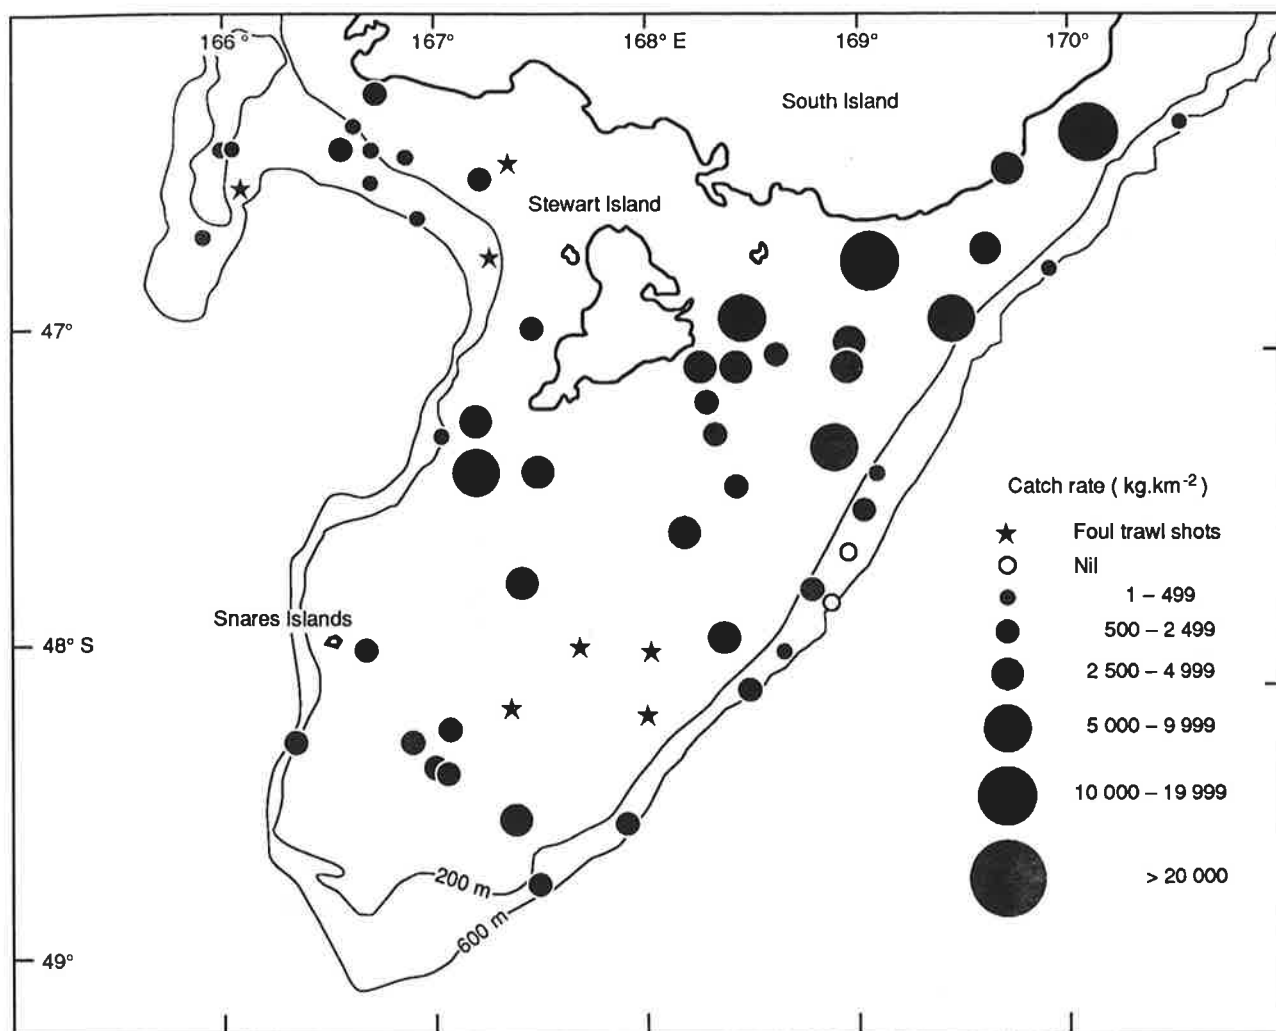 166 °
167°
168° E
169°
170°
South Island
Stewart Island
47°
Catch rate ( kg.km-2 )
Foul trawl shots
Nil
1 – 499
Snares Islands
500 – 2 499
48° S
2 500 – 4 999
5 000 – 9 999
10 000 – 19 999
200 m
> 20 000
600 m
49°